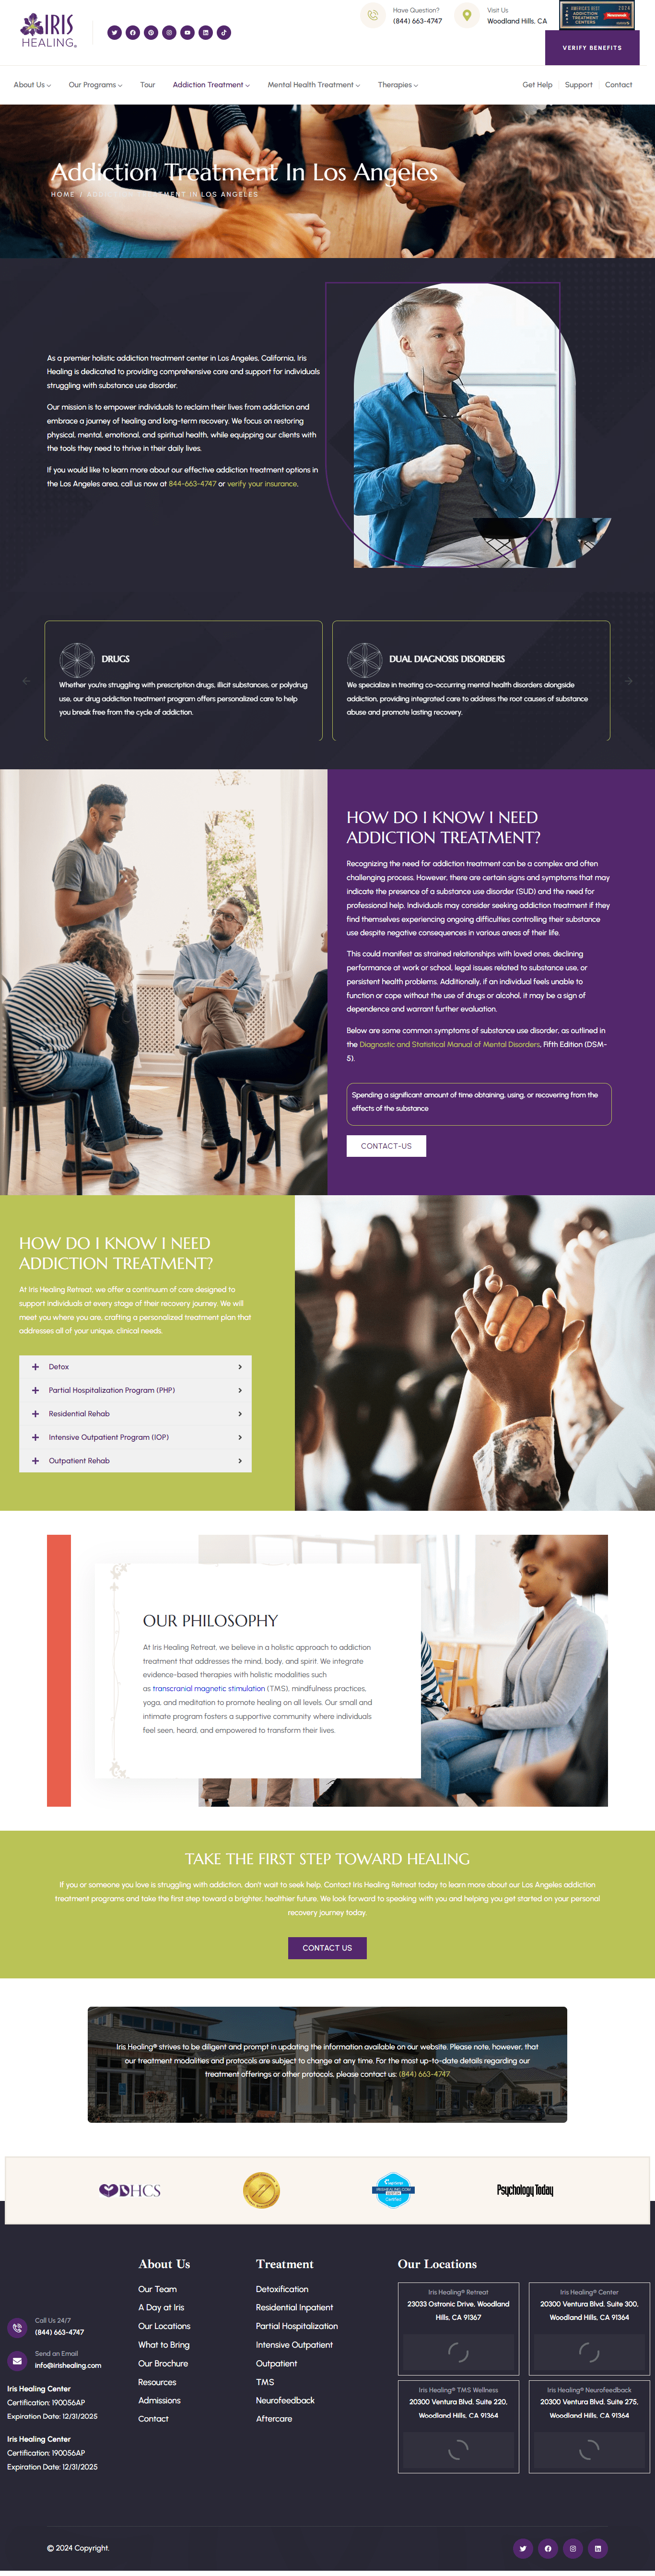 IRIS
HEALING®
Have Question?
(844) 663-4747
Visit Us
Woodland Hills, CA
AMERICA'S BEST
ADDICTION
TREATMENT
CENTERS
2024
Newsweek
VERIFY BENEFITS
About Us
Our Programs
Tour
Addiction Treatment
Mental Health Treatment
Therapies
Get Help
Support
Contact
Addiction Treatment In Los Angeles
HOME / ADDICTION TREATMENT IN LOS ANGELES
As a premier holistic addiction treatment center in Los Angeles, California, Iris
Healing is dedicated to providing comprehensive care and support for individuals
struggling with substance use disorder.
Our mission is to empower individuals to reclaim their lives from addiction and
embrace a journey of healing and long-term recovery. We focus on restoring
physical, mental, emotional, and spiritual health, while equipping our clients with
the tools they need to thrive in their daily lives.
If you would like to learn more about our effective addiction treatment options in
the Los Angeles area, call us now at 844-663-4747 or verify your insurance.
DRUGS
Whether you're struggling with prescription drugs, illicit substances, or polydrug
use, our drug addiction treatment program offers personalized care to help
you break free from the cycle of addiction.
DUAL DIAGNOSIS DISORDERS
We specialize in treating co-occurring mental health disorders alongside
addiction, providing integrated care to address the root causes of substance
abuse and promote lasting recovery.
HOW DO I KNOW I NEED
ADDICTION TREATMENT?
Recognizing the need for addiction treatment can be a complex and often
challenging process. However, there are certain signs and symptoms that may
indicate the presence of a substance use disorder (SUD) and the need for
professional help. Individuals may consider seeking addiction treatment if they
find themselves experiencing ongoing difficulties controlling their substance
use despite negative consequences in various areas of their life.
This could manifest as strained relationships with loved ones, declining
performance at work or school, legal issues related to substance use, or
persistent health problems. Additionally, if an individual feels unable to
function or cope without the use of drugs or alcohol, it may be a sign of
dependence and warrant further evaluation.
Below are some common symptoms of substance use disorder, as outlined in
the Diagnostic and Statistical Manual of Mental Disorders, Fifth Edition (DSM-
5).
Spending a significant amount of time obtaining, using, or recovering from the
effects of the substance
CONTACT-US
HOW DO I KNOW I NEED
ADDICTION TREATMENT?
At Iris Healing Retreat, we offer a continuum of care designed to
support individuals at every stage of their recovery journey. We will
meet you where you are, crafting a personalized treatment plan that
addresses all of your unique, clinical needs.
Detox
Partial Hospitalization Program (PHP)
Residential Rehab
Intensive Outpatient Program (IOP)
Outpatient Rehab
OUR PHILOSOPHY
At Iris Healing Retreat, we believe in a holistic approach to addiction
treatment that addresses the mind, body, and spirit. We integrate
evidence-based therapies with holistic modalities such
as transcranial magnetic stimulation (TMS), mindfulness practices,
yoga, and meditation to promote healing on all levels. Our small and
intimate program fosters a supportive community where individuals
feel seen, heard, and empowered to transform their lives.
TAKE THE FIRST STEP TOWARD HEALING
If you or someone you love is struggling with addiction, don't wait to seek help. Contact Iris Healing Retreat today to learn more about our Los Angeles addiction
treatment programs and take the first step toward a brighter, healthier future. We look forward to speaking with you and helping you get started on your personal
recovery journey today.
CONTACT US
Iris Healing® strives to be diligent and prompt in updating the information available on our website. Please note, however, that
our treatment modalities and protocols are subject to change at any time. For the most up-to-date details regarding our
treatment offerings or other protocols, please contact us: (844) 663-4747
DHCS
Certified
Psychology Today
Call Us 24/7
(844) 663-4747
Send an Email
info@irishealing.com
Iris Healing Center
Certification: 190056AP
Expiration Date: 12/31/2025
Iris Healing Center
Certification: 190056AP
Expiration Date: 12/31/2025
About Us
Our Team
A Day at Iris
Our Locations
What to Bring
Our Brochure
Resources
Admissions
Contact
Treatment
Detoxification
Residential Inpatient
Partial Hospitalization
Intensive Outpatient
Outpatient
TMS
Neurofeedback
Aftercare
Our Locations
Iris Healing® Retreat
23033 Ostronic Drive, Woodland
Hills, CA 91367
Iris Healing® Center
20300 Ventura Blvd. Suite 300,
Woodland Hills, CA 91364
Iris Healing® TMS Wellness
20300 Ventura Blvd. Suite 220,
Woodland Hills, CA 91364
Iris Healing® Neurofeedback
20300 Ventura Blvd. Suite 275,
Woodland Hills, CA 91364
© 2024 Copyright.